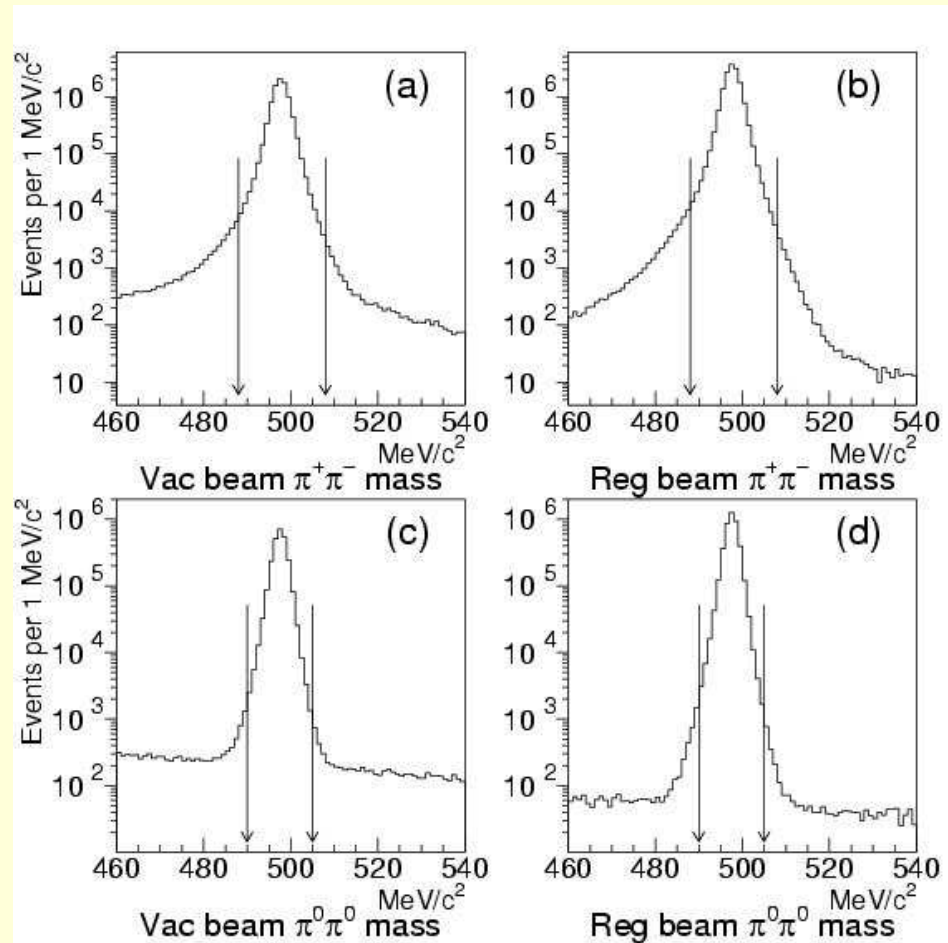 (a)
Events per 1 MeV/c²
10⁶
10⁵
10⁴
10³
10²
10
460 480 500 520 540
MeV/c²
Vac beam π⁺π⁻ mass
(b)
10⁶
10⁵
10⁴
10³
10²
10
460 480 500 520 540
MeV/c²
Reg beam π⁺π⁻ mass
(c)
Events per 1 MeV/c²
10⁶
10⁵
10⁴
10³
10²
460 480 500 520 540
MeV/c²
Vac beam π⁰π⁰ mass
(d)
10⁶
10⁵
10⁴
10³
10²
460 480 500 520 540
MeV/c²
Reg beam π⁰π⁰ mass